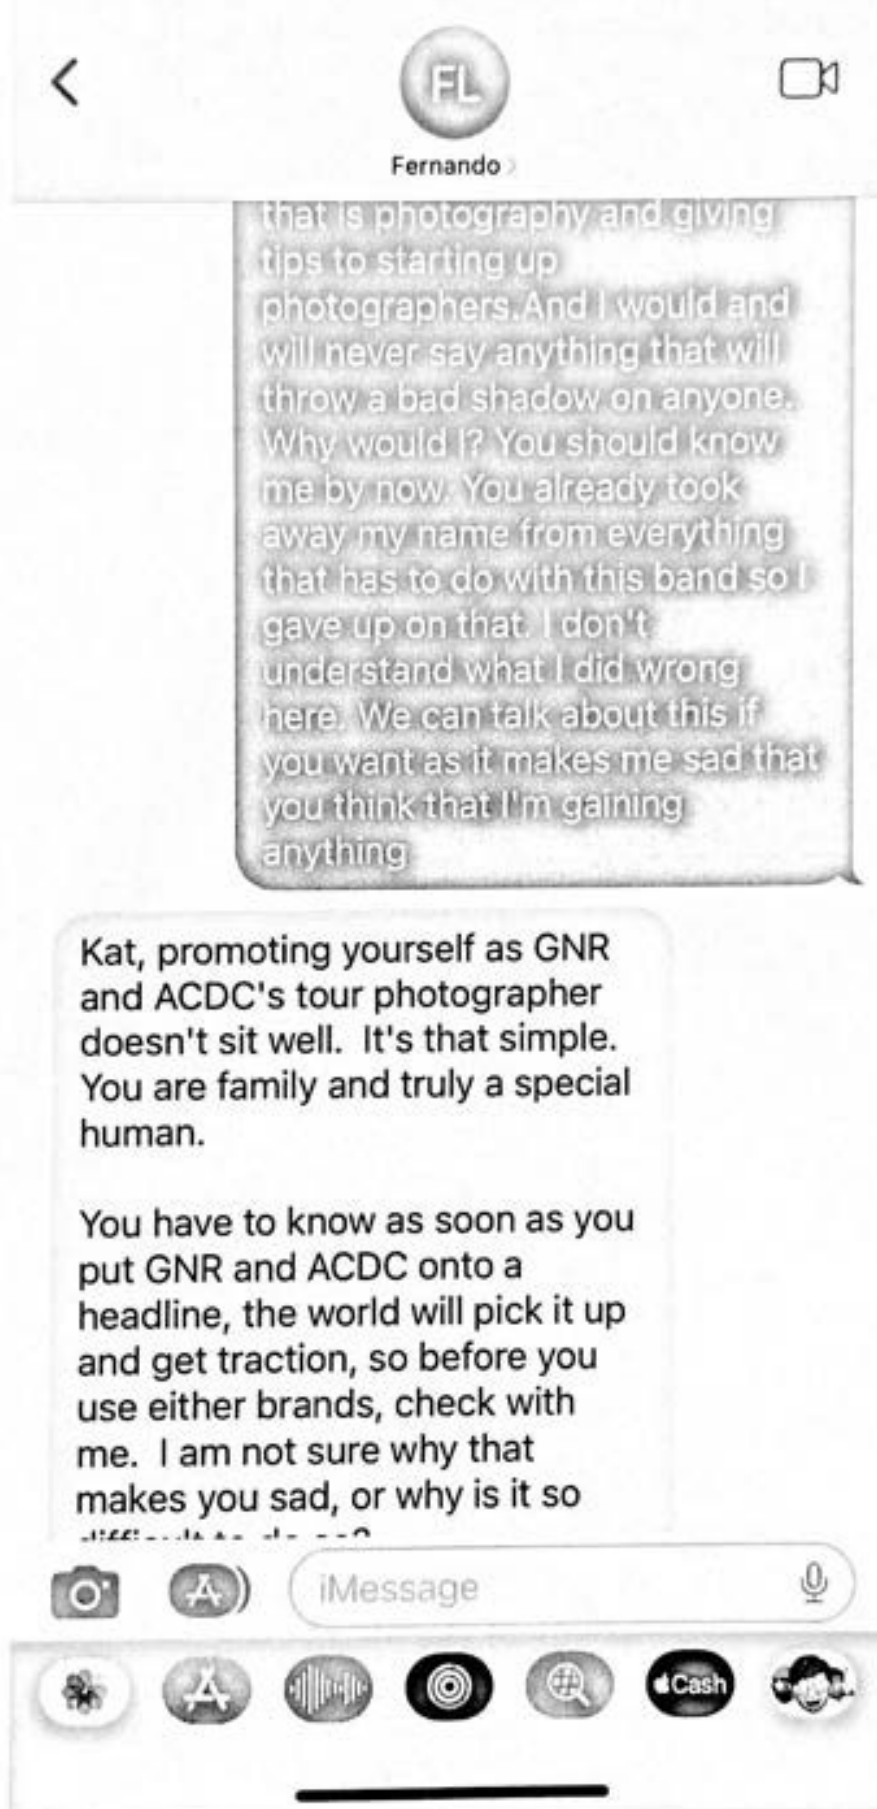 FL
Fernando
that is photography and giving
tips to starting up
photographers.And I would and
will never say anything that will
throw a bad shadow on anyone.
Why would I? You should know
me by now. You already took
away my name from everything
that has to do with this band so I
gave up on that. I don't
understand what I did wrong
here. We can talk about this if
you want as it makes me sad that
you think that I'm gaining
anything
Kat, promoting yourself as GNR
and ACDC's tour photographer
doesn't sit well.  It's that simple.
You are family and truly a special
human.
You have to know as soon as you
put GNR and ACDC onto a
headline, the world will pick it up
and get traction, so before you
use either brands, check with
me.  I am not sure why that
makes you sad, or why is it so
iMessage
Cash